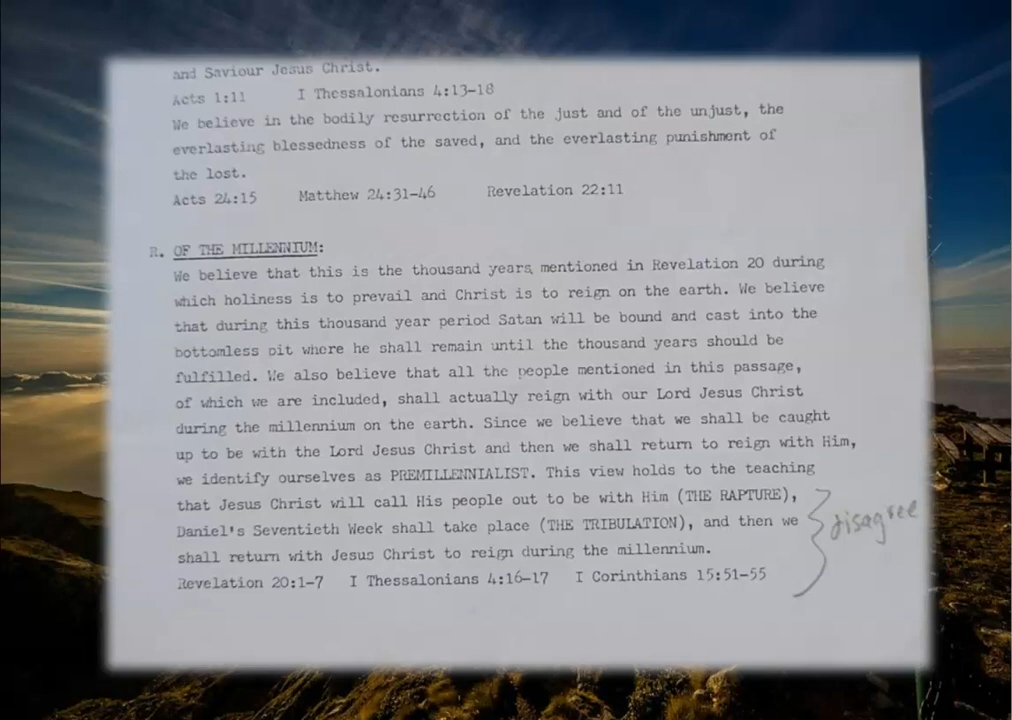 and Saviour Jesus Christ.
Acts 1:11 I Thessalonians 4:13-18
We believe in the bodily resurrection of the just and of the unjust, the
everlasting blessedness of the saved, and the everlasting punishment of
the lost.
Acts 24:15 Matthew 24:31-46 Revelation 22:11
R. OF THE MILLENNIUM:
We believe that this is the thousand years mentioned in Revelation 20 during
which holiness is to prevail and Christ is to reign on the earth. We believe
that during this thousand year period Satan will be bound and cast into the
bottomless pit where he shall remain until the thousand years should be
fulfilled. We also believe that all the people mentioned in this passage,
of which we are included, shall actually reign with our Lord Jesus Christ
during the millennium on the earth. Since we believe that we shall be caught
up to be with the Lord Jesus Christ and then we shall return to reign with Him,
we identify ourselves as PREMILLENNIALIST. This view holds to the teaching
that Jesus Christ will call His people out to be with Him (THE RAPTURE),
Daniel's Seventieth Week shall take place (THE TRIBULATION), and then we
shall return with Jesus Christ to reign during the millennium.
Revelation 20:1-7 I Thessalonians 4:16-17 I Corinthians 15:51-55
disagree